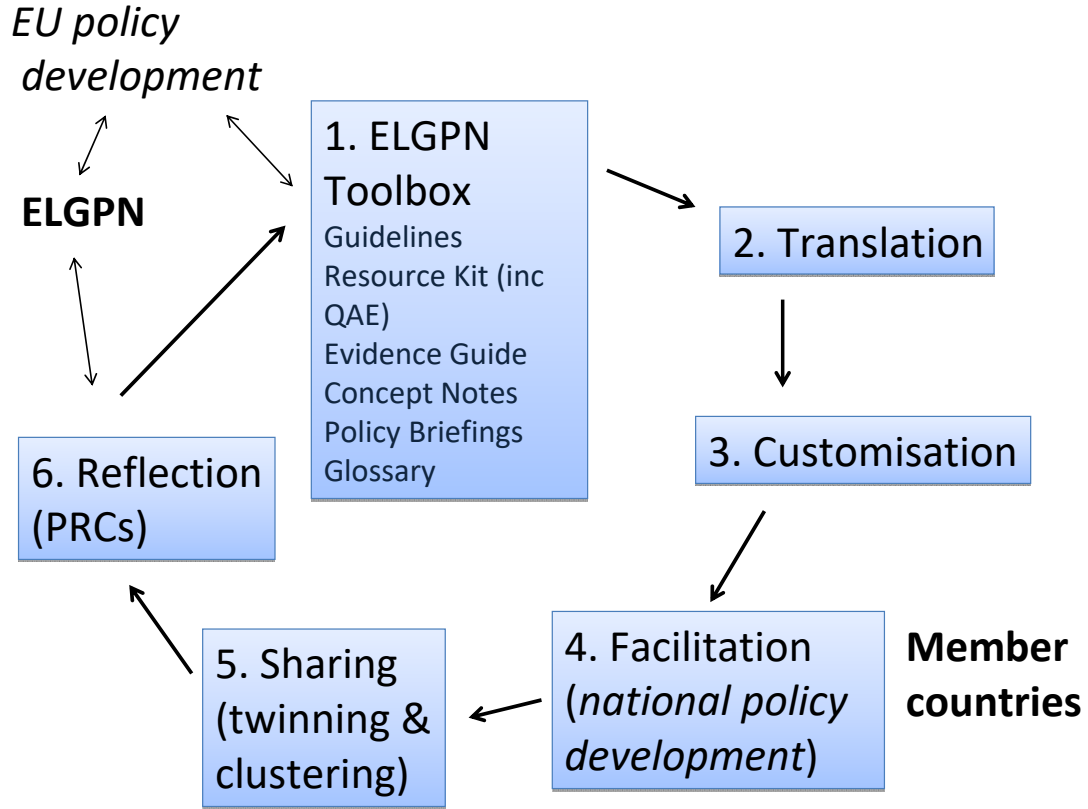 EU policy
development
ELGPN
1. ELGPN
Toolbox
Guidelines
Resource Kit (inc
QAE)
Evidence Guide
Concept Notes
Policy Briefings
Glossary
2. Translation
3. Customisation
4. Facilitation
(national policy
development)
Member
countries
5. Sharing
(twinning &
clustering)
6. Reflection
(PRCs)